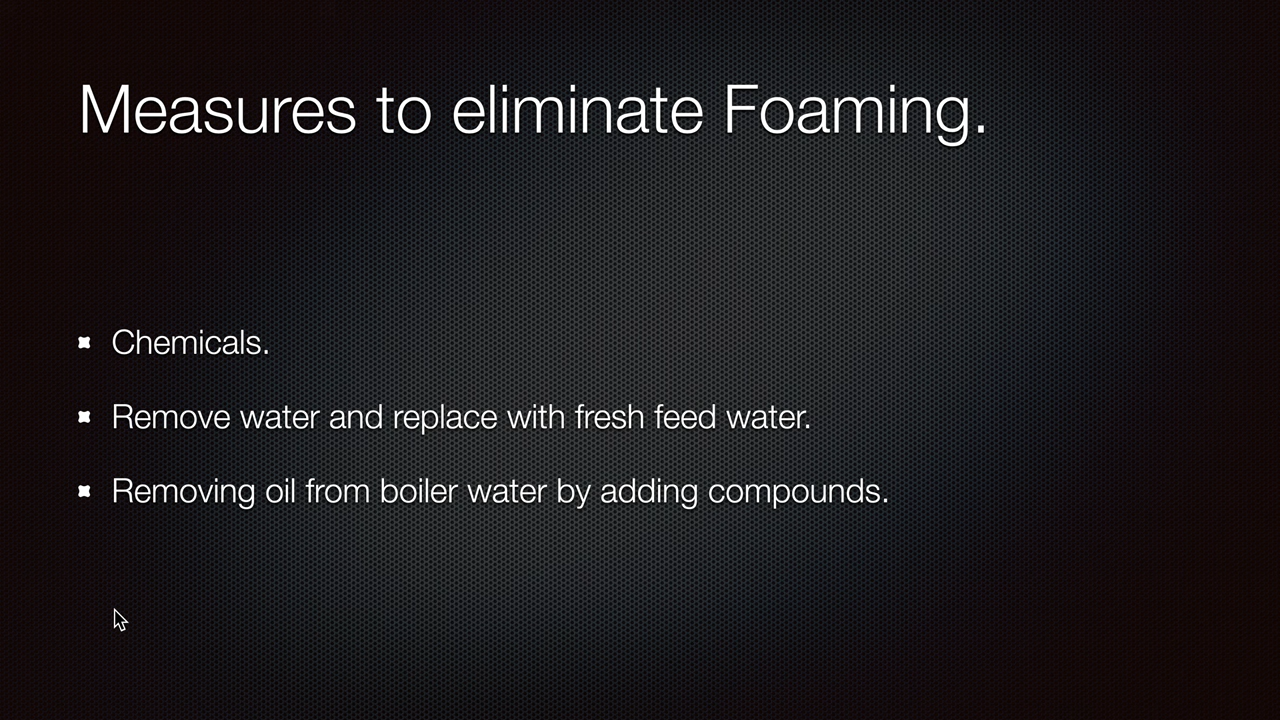 Measures to eliminate Foaming.
Chemicals.
Remove water and replace with fresh feed water.
Removing oil from boiler water by adding compounds.